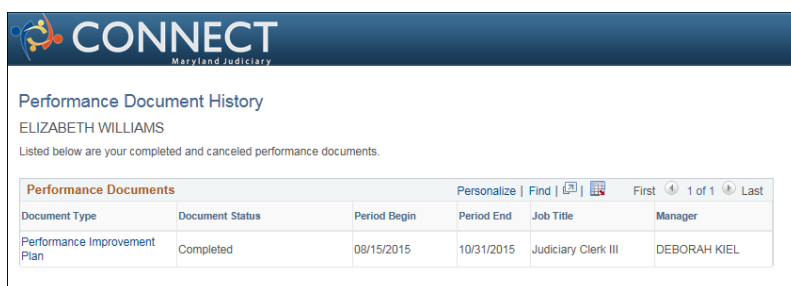 CONNECT
Maryland Judiciary
Performance Document History
ELIZABETH WILLIAMS
Listed below are your completed and canceled performance documents.
Performance Documents Personalize | Find | | First 1 of 1 Last
Document Type Document Status Period Begin Period End Job Title Manager
Performance Improvement Plan Completed 08/15/2015 10/31/2015 Judiciary Clerk III DEBORAH KIEL